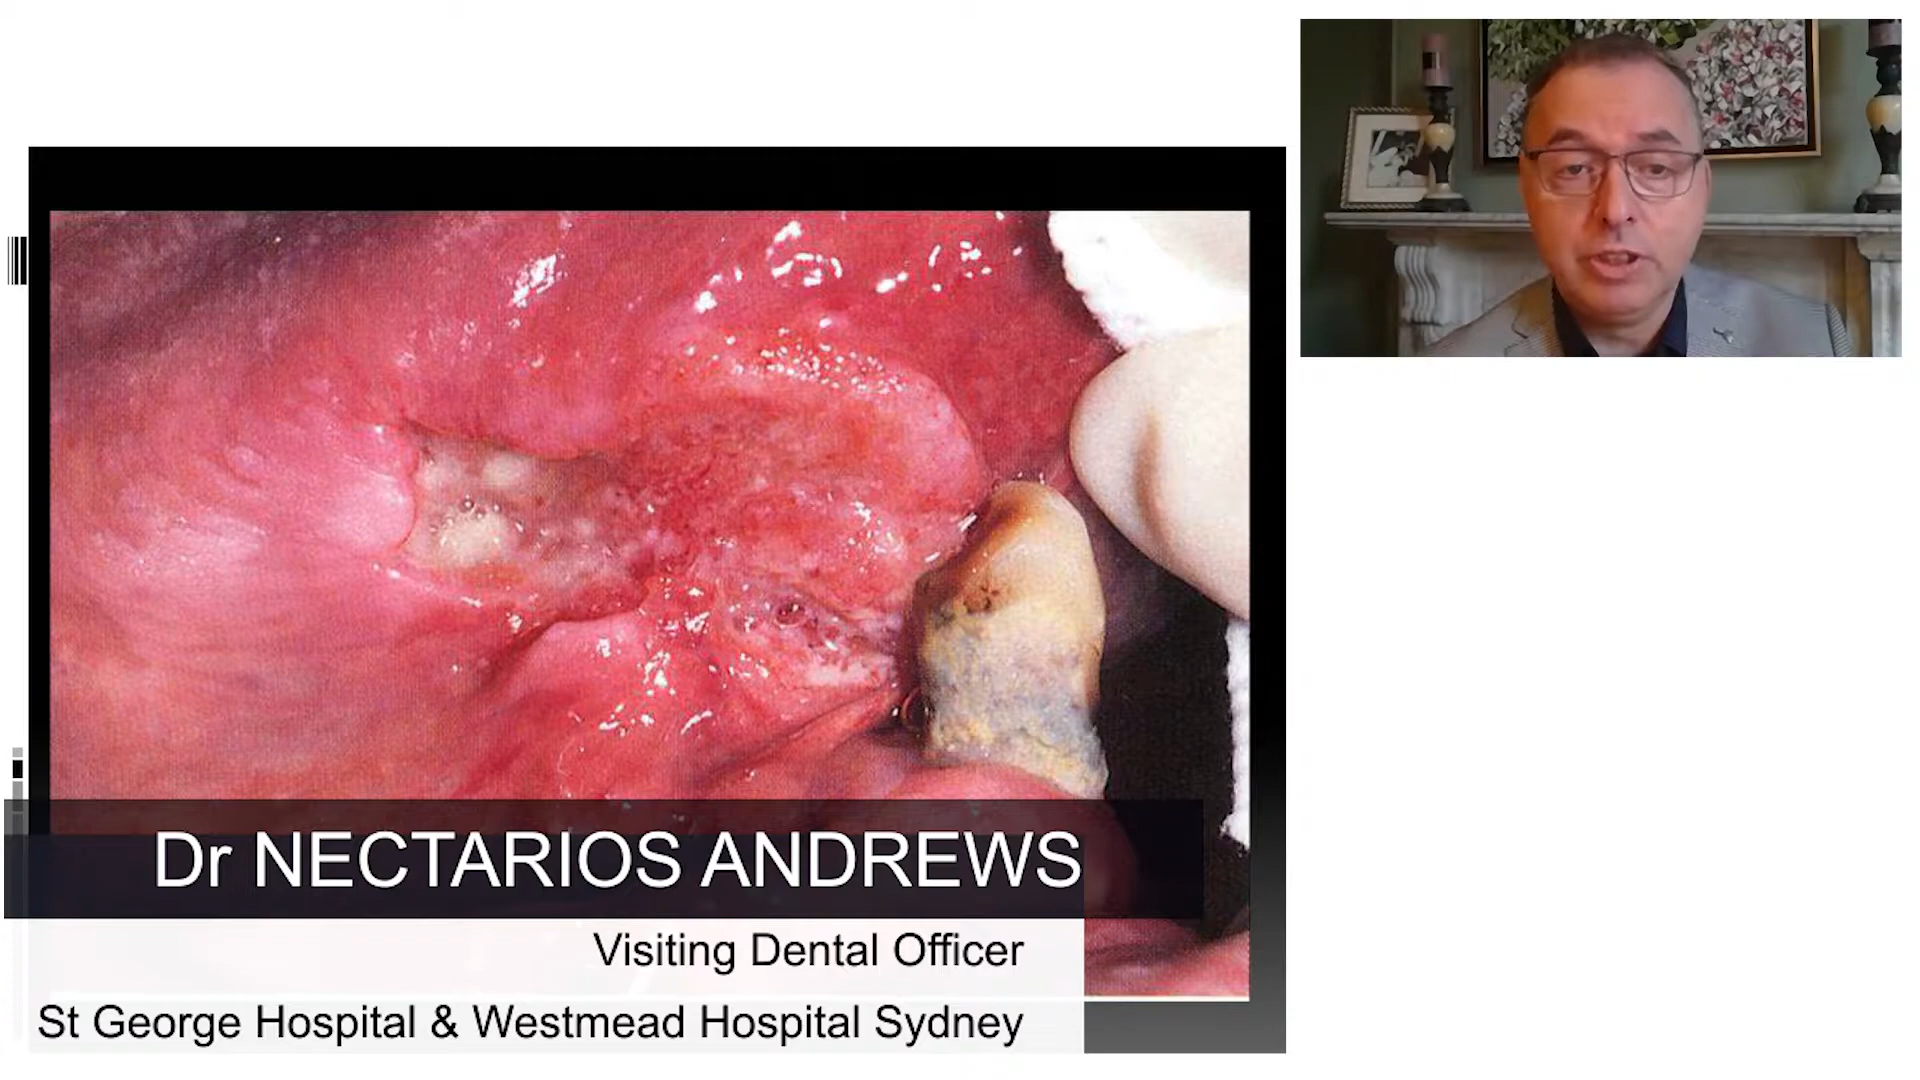 Dr NECTARIOS ANDREWS
Visiting Dental Officer
St George Hospital & Westmead Hospital Sydney